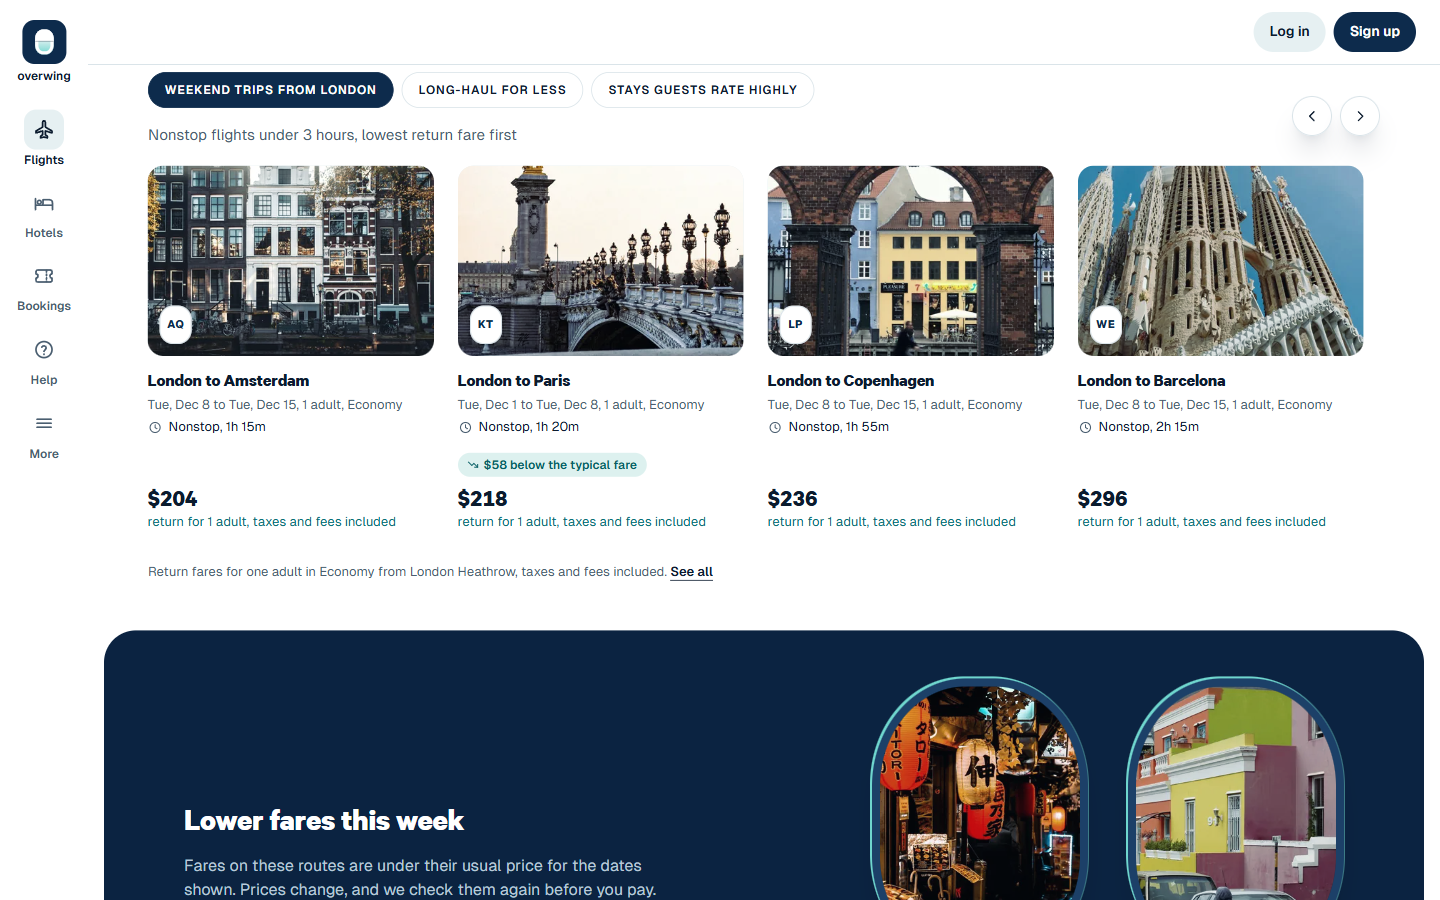 overwing
Log in
Sign up
Flights
Hotels
Bookings
Help
More
WEEKEND TRIPS FROM LONDON
LONG-HAUL FOR LESS
STAYS GUESTS RATE HIGHLY
Nonstop flights under 3 hours, lowest return fare first
AQ
London to Amsterdam
Tue, Dec 8 to Tue, Dec 15, 1 adult, Economy
Nonstop, 1h 15m
$204
return for 1 adult, taxes and fees included
KT
London to Paris
Tue, Dec 1 to Tue, Dec 8, 1 adult, Economy
Nonstop, 1h 20m
$58 below the typical fare
$218
return for 1 adult, taxes and fees included
LP
London to Copenhagen
Tue, Dec 8 to Tue, Dec 15, 1 adult, Economy
Nonstop, 1h 55m
$236
return for 1 adult, taxes and fees included
WE
London to Barcelona
Tue, Dec 8 to Tue, Dec 15, 1 adult, Economy
Nonstop, 2h 15m
$296
return for 1 adult, taxes and fees included
Return fares for one adult in Economy from London Heathrow, taxes and fees included. See all
Lower fares this week
Fares on these routes are under their usual price for the dates
shown. Prices change, and we check them again before you pay.
タロー
伸